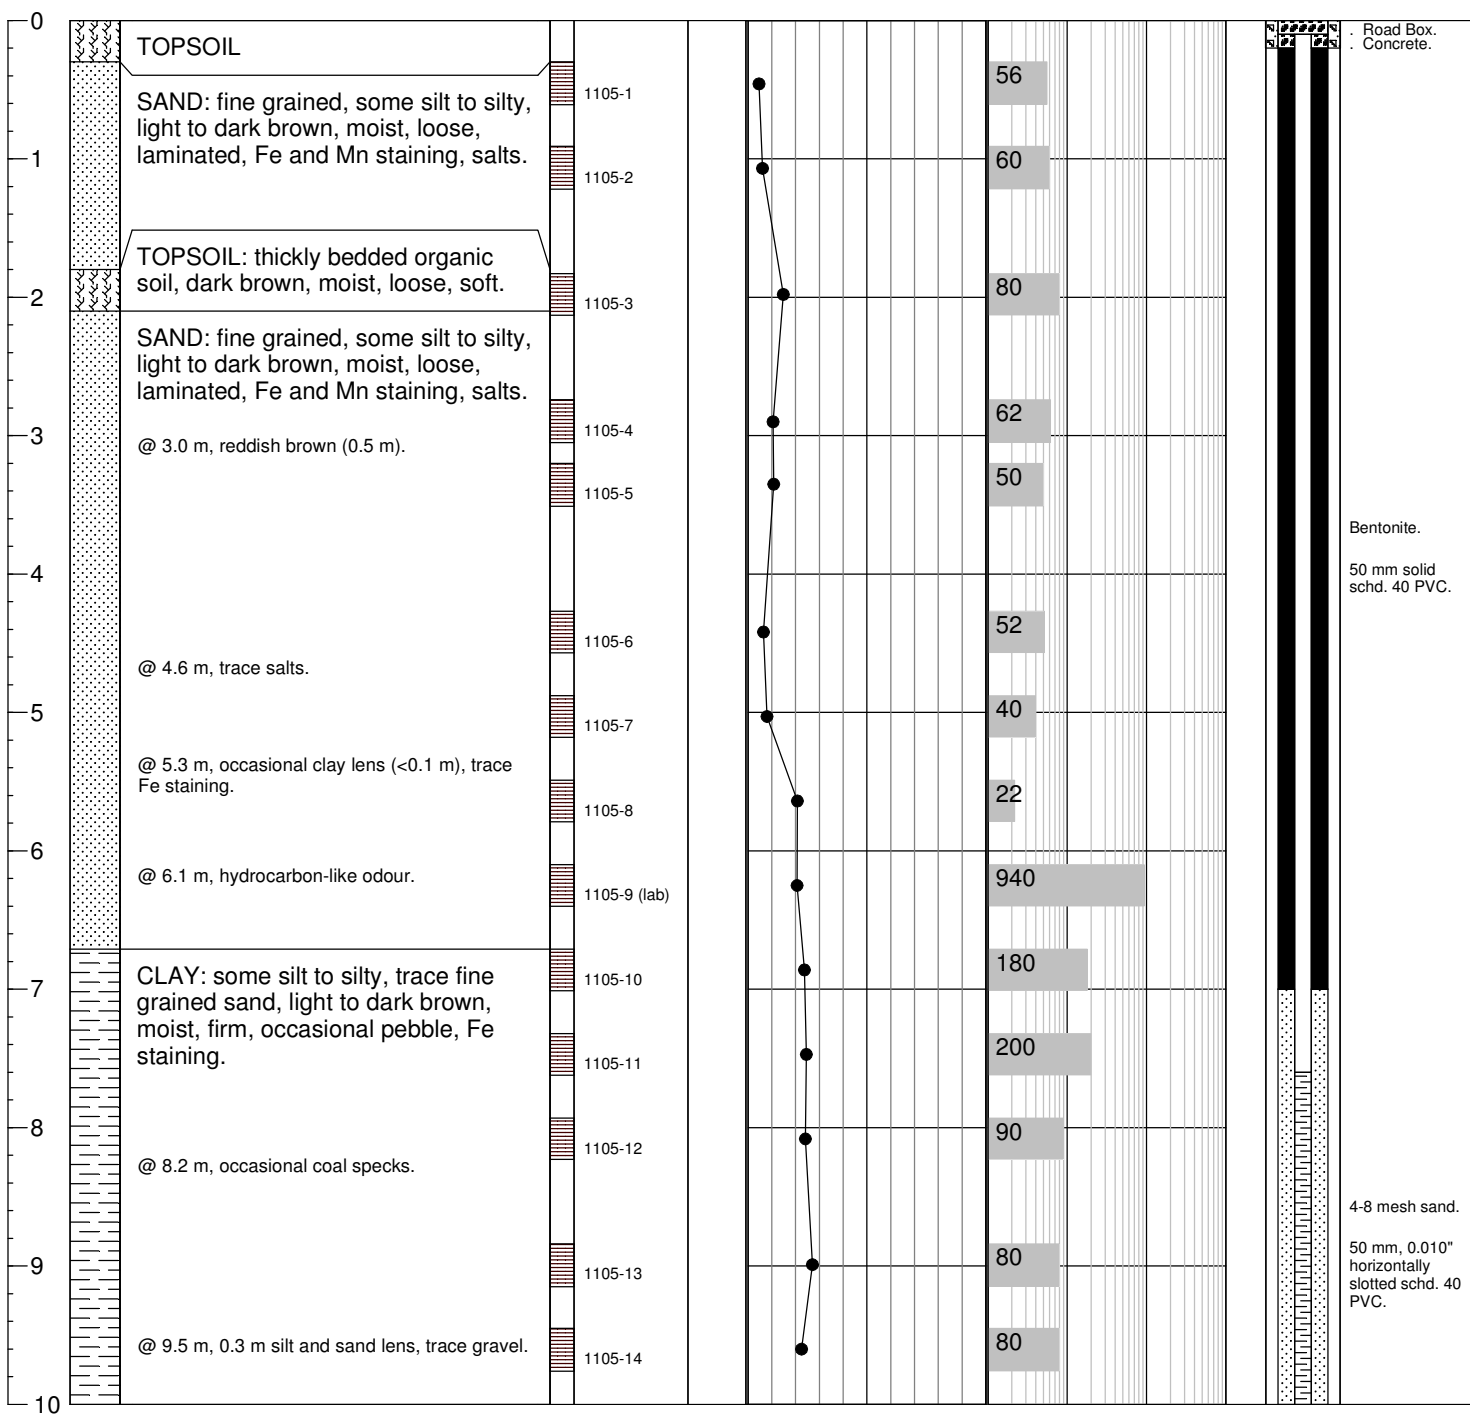 0
TOPSOIL
. Road Box.
. Concrete.
56
1105-1
SAND: fine grained, some silt to silty,
light to dark brown, moist, loose,
laminated, Fe and Mn staining, salts.
1
60
1105-2
TOPSOIL: thickly bedded organic
soil, dark brown, moist, loose, soft.
2
80
1105-3
SAND: fine grained, some silt to silty,
light to dark brown, moist, loose,
laminated, Fe and Mn staining, salts.
62
1105-4
3
@ 3.0 m, reddish brown (0.5 m).
50
1105-5
Bentonite.
4
50 mm solid
schd. 40 PVC.
52
1105-6
@ 4.6 m, trace salts.
5
40
1105-7
@ 5.3 m, occasional clay lens (<0.1 m), trace
Fe staining.
22
1105-8
6
@ 6.1 m, hydrocarbon-like odour.
940
1105-9 (lab)
CLAY: some silt to silty, trace fine
grained sand, light to dark brown,
moist, firm, occasional pebble, Fe
staining.
180
1105-10
7
200
1105-11
8
90
1105-12
@ 8.2 m, occasional coal specks.
4-8 mesh sand.
9
80
1105-13
50 mm, 0.010"
horizontally
slotted schd. 40
PVC.
@ 9.5 m, 0.3 m silt and sand lens, trace gravel.
80
1105-14
10